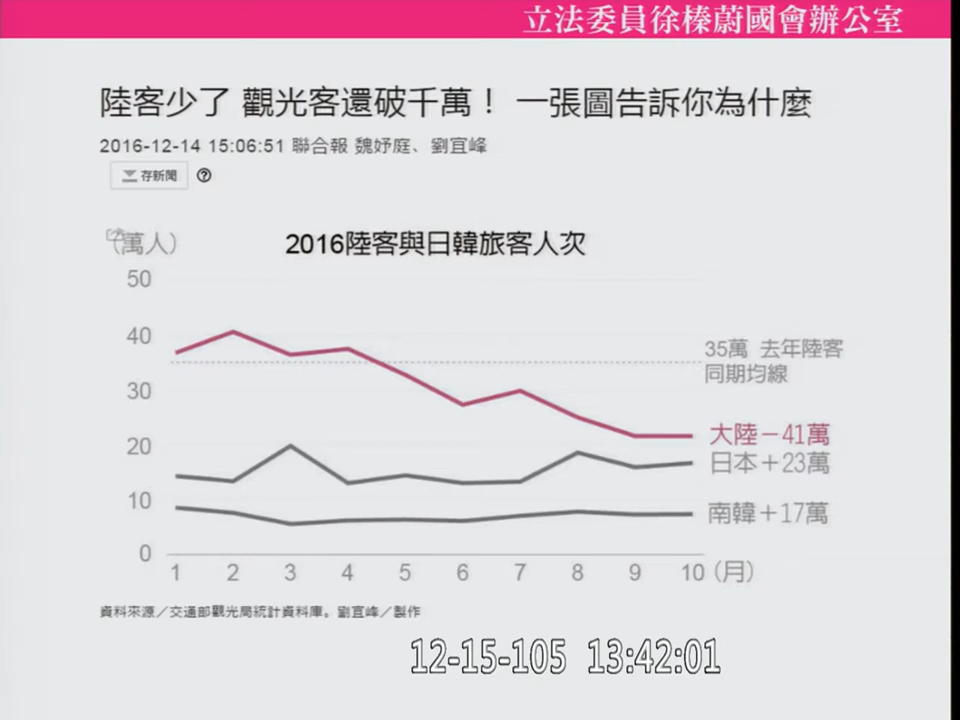 立法委員徐榛蔚國會辦公室
陸客少了 觀光客還破千萬！ 一張圖告訴你為什麼
2016-12-14 15:06:51 聯合報 魏妤庭、劉宜峰
存新聞 ?
(萬人)
2016陸客與日韓旅客人次
50
40
30
20
10
0
35萬 去年陸客
同期均線
大陸－41萬
日本＋23萬
南韓＋17萬
1 2 3 4 5 6 7 8 9 10 (月)
資料來源／交通部觀光局統計資料庫。劉宜峰／製作
12-15-105 13:42:01